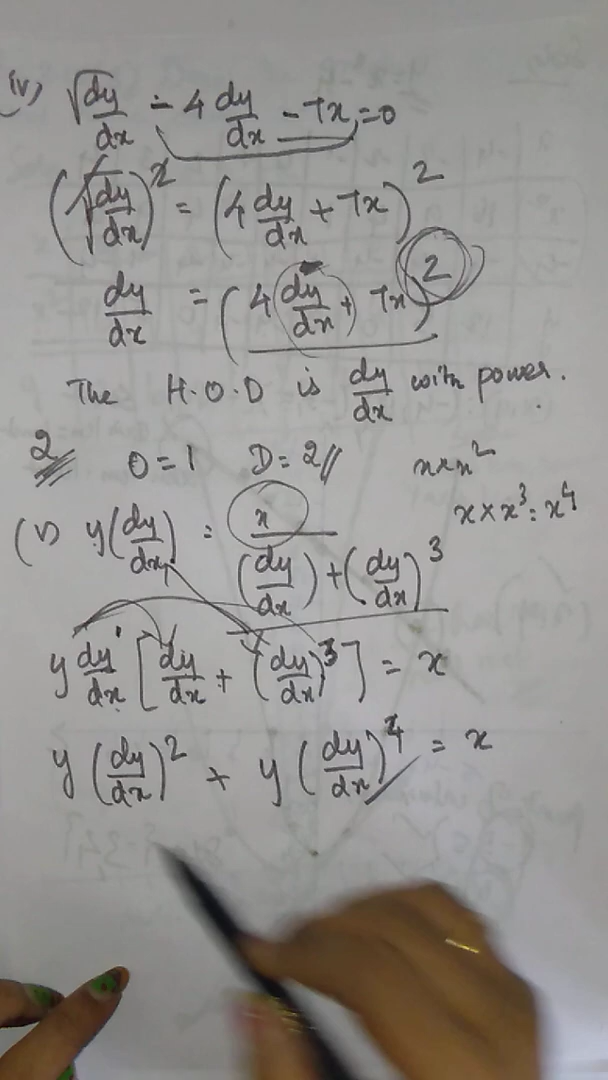 (iv) √(dy/dx) - 4 dy/dx - 7x = 0
(√(dy/dx))² = (4 dy/dx + 7x)²
dy/dx = (4 dy/dx + 7x)²
The H.O.D is dy/dx with power.
2 O = 1 D = 2// x×x²
x × x³ = x⁴
(v) y(dy/dx) = x / ((dy/dx) + (dy/dx)³)
y dy/dx¹ [dy/dx + (dy/dx)³] = x
y (dy/dx)² + y (dy/dx)⁴ = x